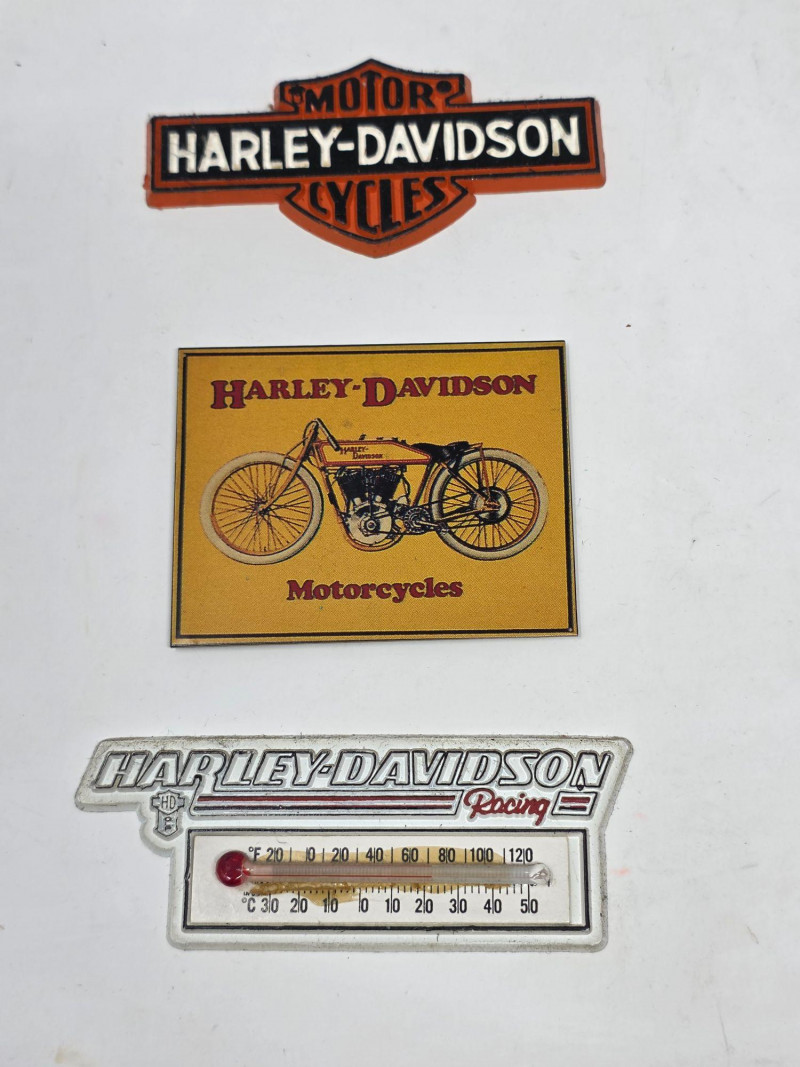 MOTOR
HARLEY-DAVIDSON
CYCLES
HARLEY-DAVIDSON
HARLEY-
DAVIDSON
Motorcycles
HARLEY-DAVIDSON
HD
Racing
°F 20 0 20 40 60 80 100 120
°C 30 20 10 0 10 20 30 40 50